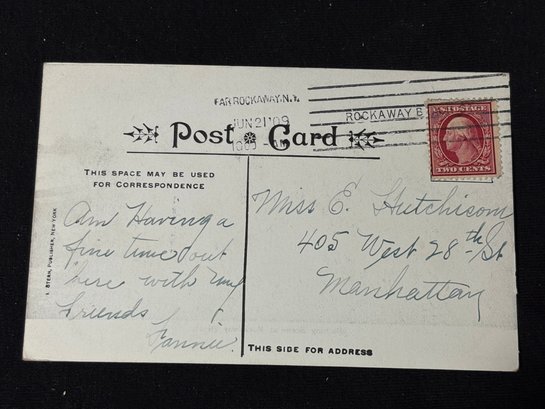 FAR ROCKAWAY, N.Y.
JUN 21 '09
ROCKAWAY B
U.S. POSTAGE
TWO CENTS
Post Card
THIS SPACE MAY BE USED
FOR CORRESPONDENCE
Am Having a
fine time out
here with my
friends
Fannie.
Miss E. Hutchison
405 West 28th St
Manhattan
THIS SIDE FOR ADDRESS
I. STERN, PUBLISHER, NEW YORK